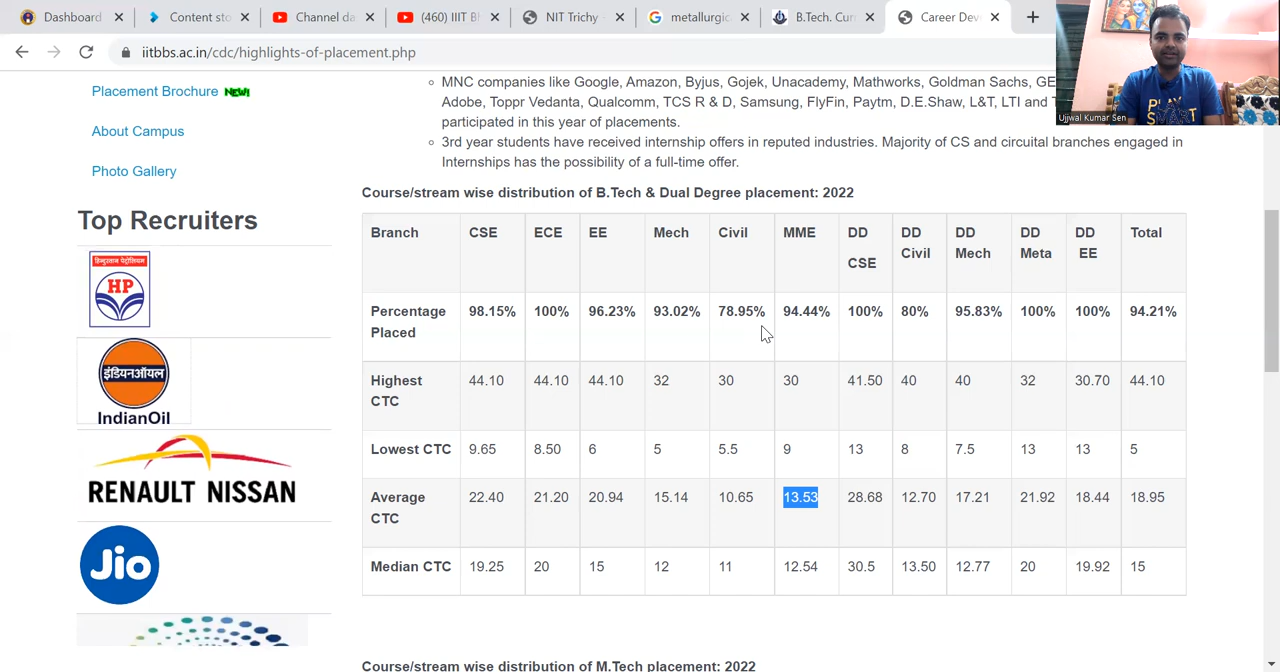 Dashboard
Content sto
Channel da
(460) IIIT Bh
NIT Trichy
metallurgic
B.Tech. Cur
Career Dev
iitbbs.ac.in/cdc/highlights-of-placement.php
Ujjwal Kumar Sen
Placement Brochure NEW!
About Campus
Photo Gallery
Top Recruiters
हिन्दुस्तान पेट्रोलियम
HP
इंडियनऑयल
IndianOil
RENAULT NISSAN
Jio
MNC companies like Google, Amazon, Byjus, Gojek, Unacademy, Mathworks, Goldman Sachs, GE
Adobe, Toppr Vedanta, Qualcomm, TCS R & D, Samsung, FlyFin, Paytm, D.E.Shaw, L&T, LTI and T
participated in this year of placements.
3rd year students have received internship offers in reputed industries. Majority of CS and circuital branches engaged in
Internships has the possibility of a full-time offer.
Course/stream wise distribution of B.Tech & Dual Degree placement: 2022
Branch CSE ECE EE Mech Civil MME DD CSE DD Civil DD Mech DD Meta DD EE Total
Percentage Placed 98.15% 100% 96.23% 93.02% 78.95% 94.44% 100% 80% 95.83% 100% 100% 94.21%
Highest CTC 44.10 44.10 44.10 32 30 30 41.50 40 40 32 30.70 44.10
Lowest CTC 9.65 8.50 6 5 5.5 9 13 8 7.5 13 13 5
Average CTC 22.40 21.20 20.94 15.14 10.65 13.53 28.68 12.70 17.21 21.92 18.44 18.95
Median CTC 19.25 20 15 12 11 12.54 30.5 13.50 12.77 20 19.92 15
Course/stream wise distribution of M.Tech placement: 2022